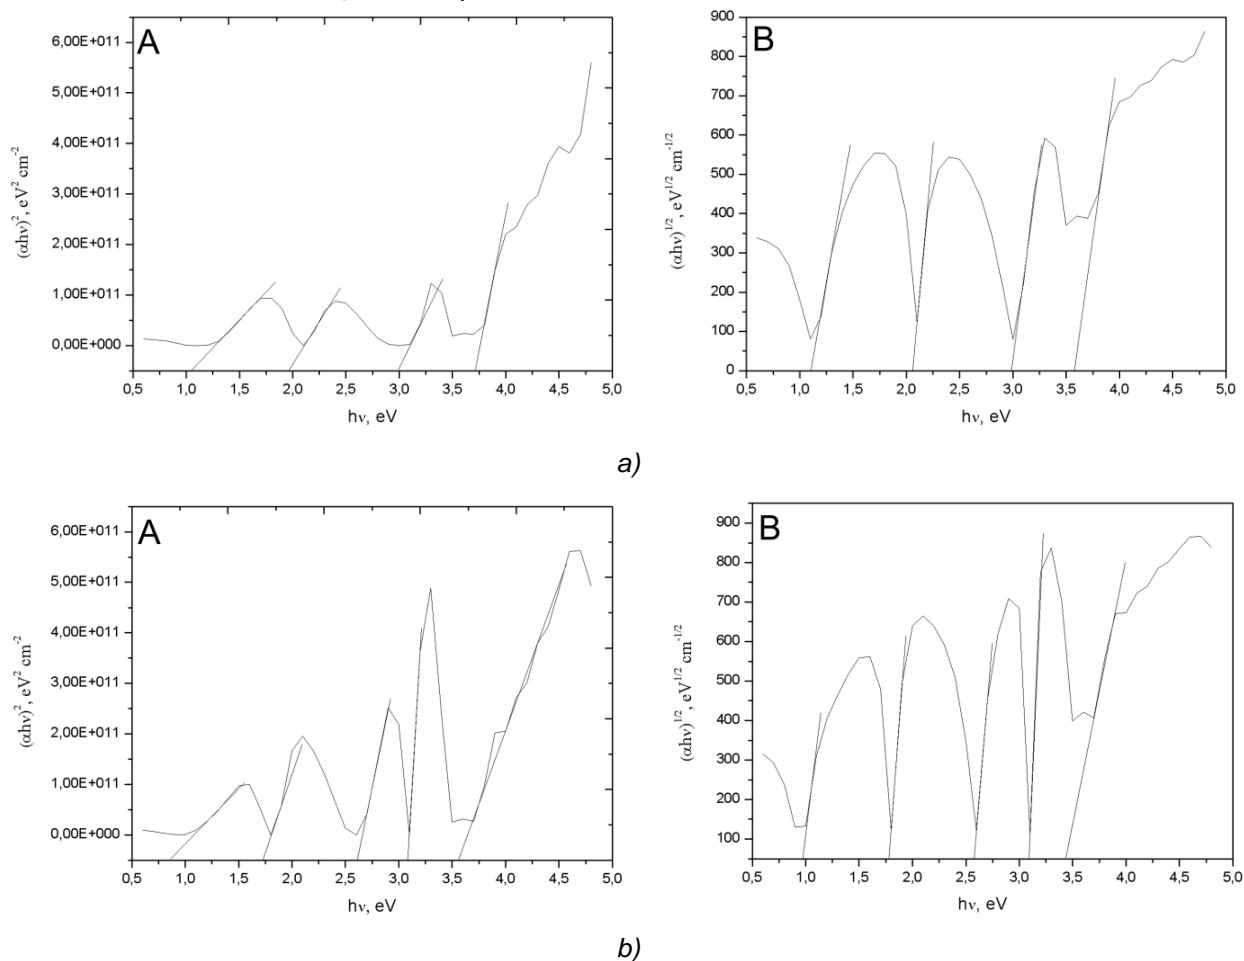 A
6,00E+011
5,00E+011
4,00E+011
3,00E+011
2,00E+011
1,00E+011
0,00E+000
(αhν)², eV² cm⁻²
0,5 1,0 1,5 2,0 2,5 3,0 3,5 4,0 4,5 5,0
hν, eV
B
900
800
700
600
500
400
300
200
100
0
(αhν)^1/2, eV^1/2 cm^-1/2
0,5 1,0 1,5 2,0 2,5 3,0 3,5 4,0 4,5 5,0
hν, eV
a)
A
6,00E+011
5,00E+011
4,00E+011
3,00E+011
2,00E+011
1,00E+011
0,00E+000
(αhν)², eV² cm⁻²
0,5 1,0 1,5 2,0 2,5 3,0 3,5 4,0 4,5 5,0
hν, eV
B
900
800
700
600
500
400
300
200
100
(αhν)^1/2, eV^1/2 cm^-1/2
0,5 1,0 1,5 2,0 2,5 3,0 3,5 4,0 4,5 5,0
hν, eV
b)